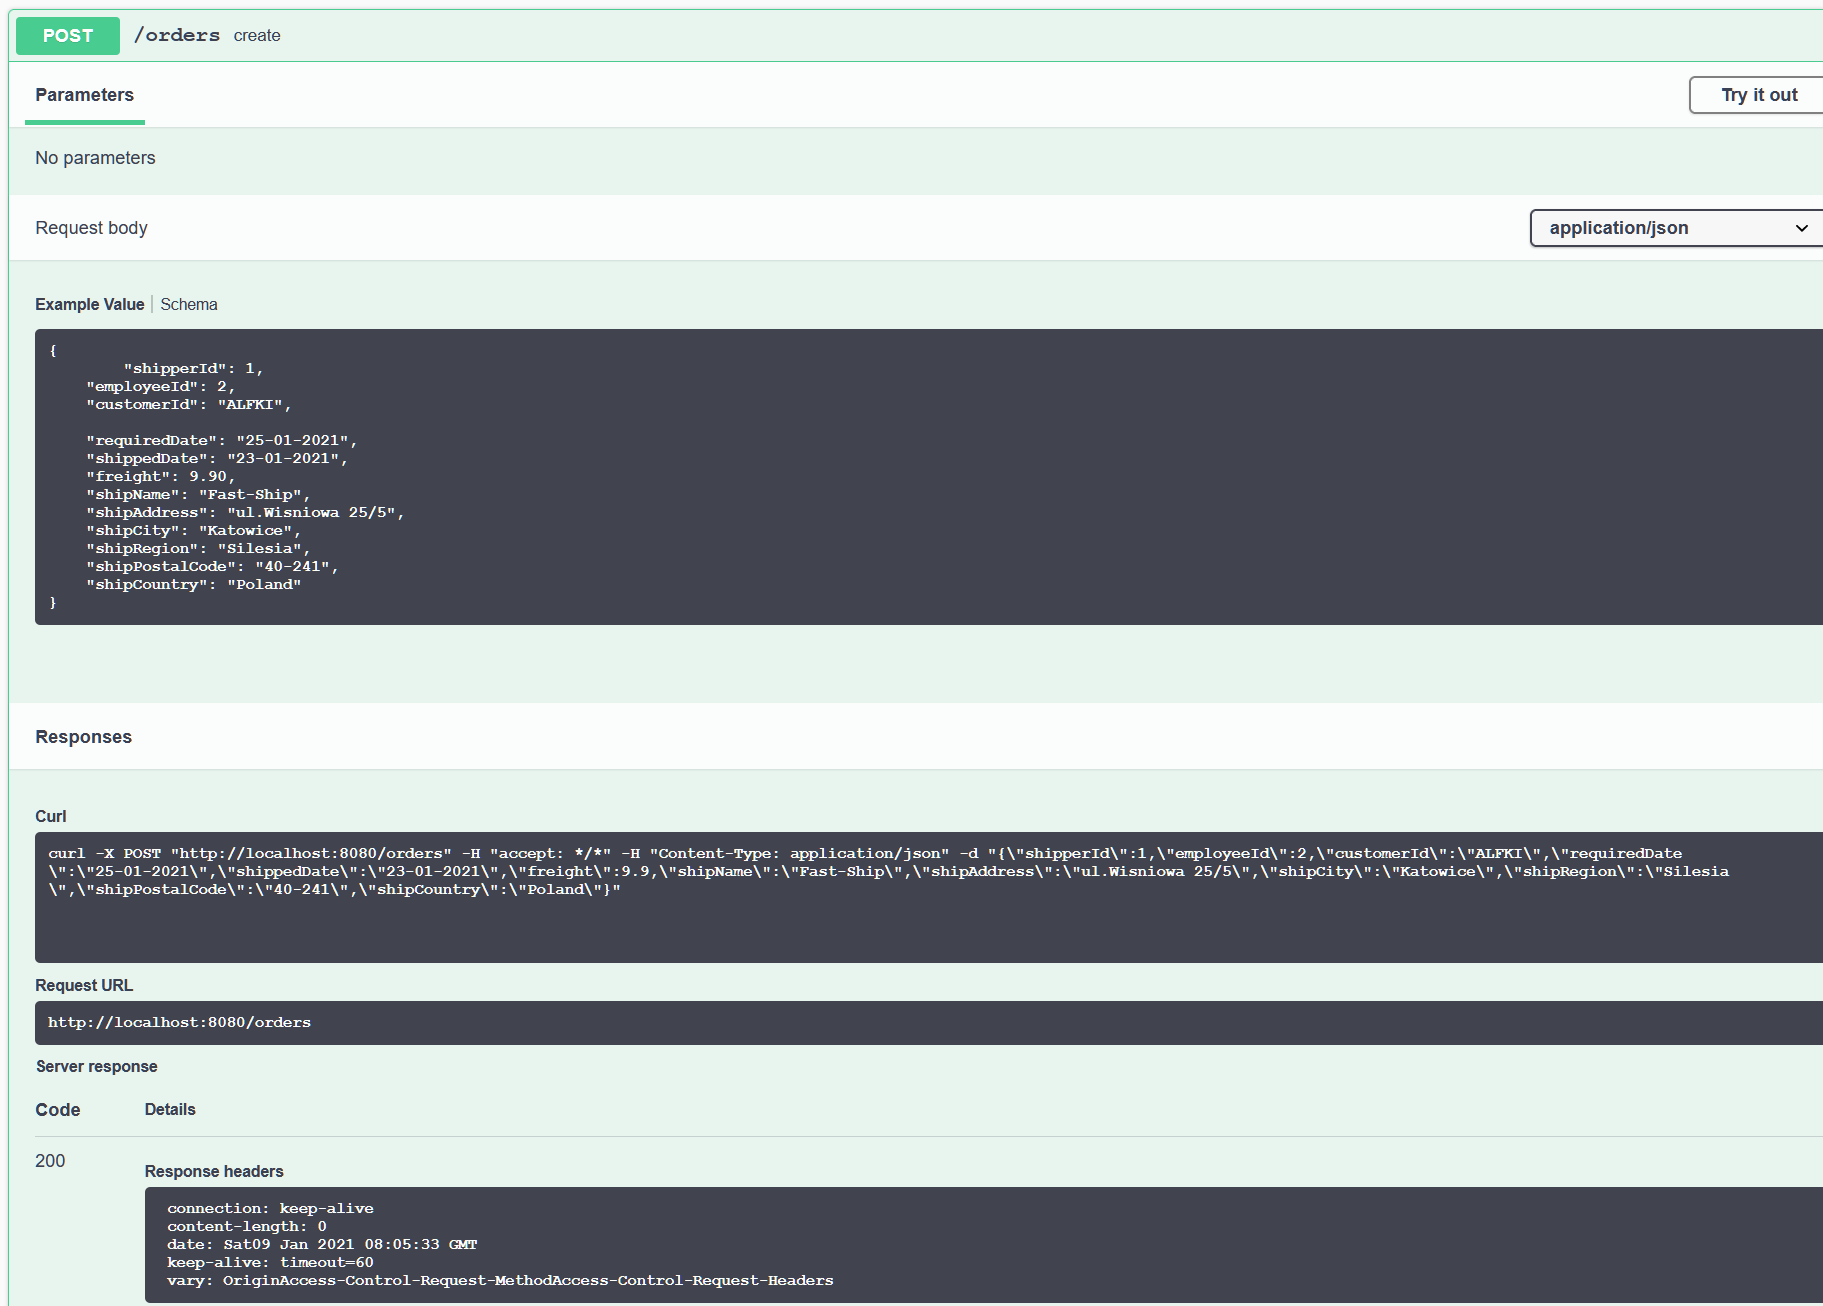 POST /orders create
Parameters
Try it out
No parameters
Request body
application/json
Example Value | Schema
{
        "shipperId": 1,
    "employeeId": 2,
    "customerId": "ALFKI",

    "requiredDate": "25-01-2021",
    "shippedDate": "23-01-2021",
    "freight": 9.90,
    "shipName": "Fast-Ship",
    "shipAddress": "ul.Wisniowa 25/5",
    "shipCity": "Katowice",
    "shipRegion": "Silesia",
    "shipPostalCode": "40-241",
    "shipCountry": "Poland"
}
Responses
Curl
curl -X POST "http://localhost:8080/orders" -H "accept: */*" -H "Content-Type: application/json" -d "{\"shipperId\":1,\"employeeId\":2,\"customerId\":\"ALFKI\",\"requiredDate
\":\"25-01-2021\",\"shippedDate\":\"23-01-2021\",\"freight\":9.9,\"shipName\":\"Fast-Ship\",\"shipAddress\":\"ul.Wisniowa 25/5\",\"shipCity\":\"Katowice\",\"shipRegion\":\"Silesia
\",\"shipPostalCode\":\"40-241\",\"shipCountry\":\"Poland\"}"
Request URL
http://localhost:8080/orders
Server response
Code Details
200
Response headers
connection: keep-alive
content-length: 0
date: Sat09 Jan 2021 08:05:33 GMT
keep-alive: timeout=60
vary: OriginAccess-Control-Request-MethodAccess-Control-Request-Headers